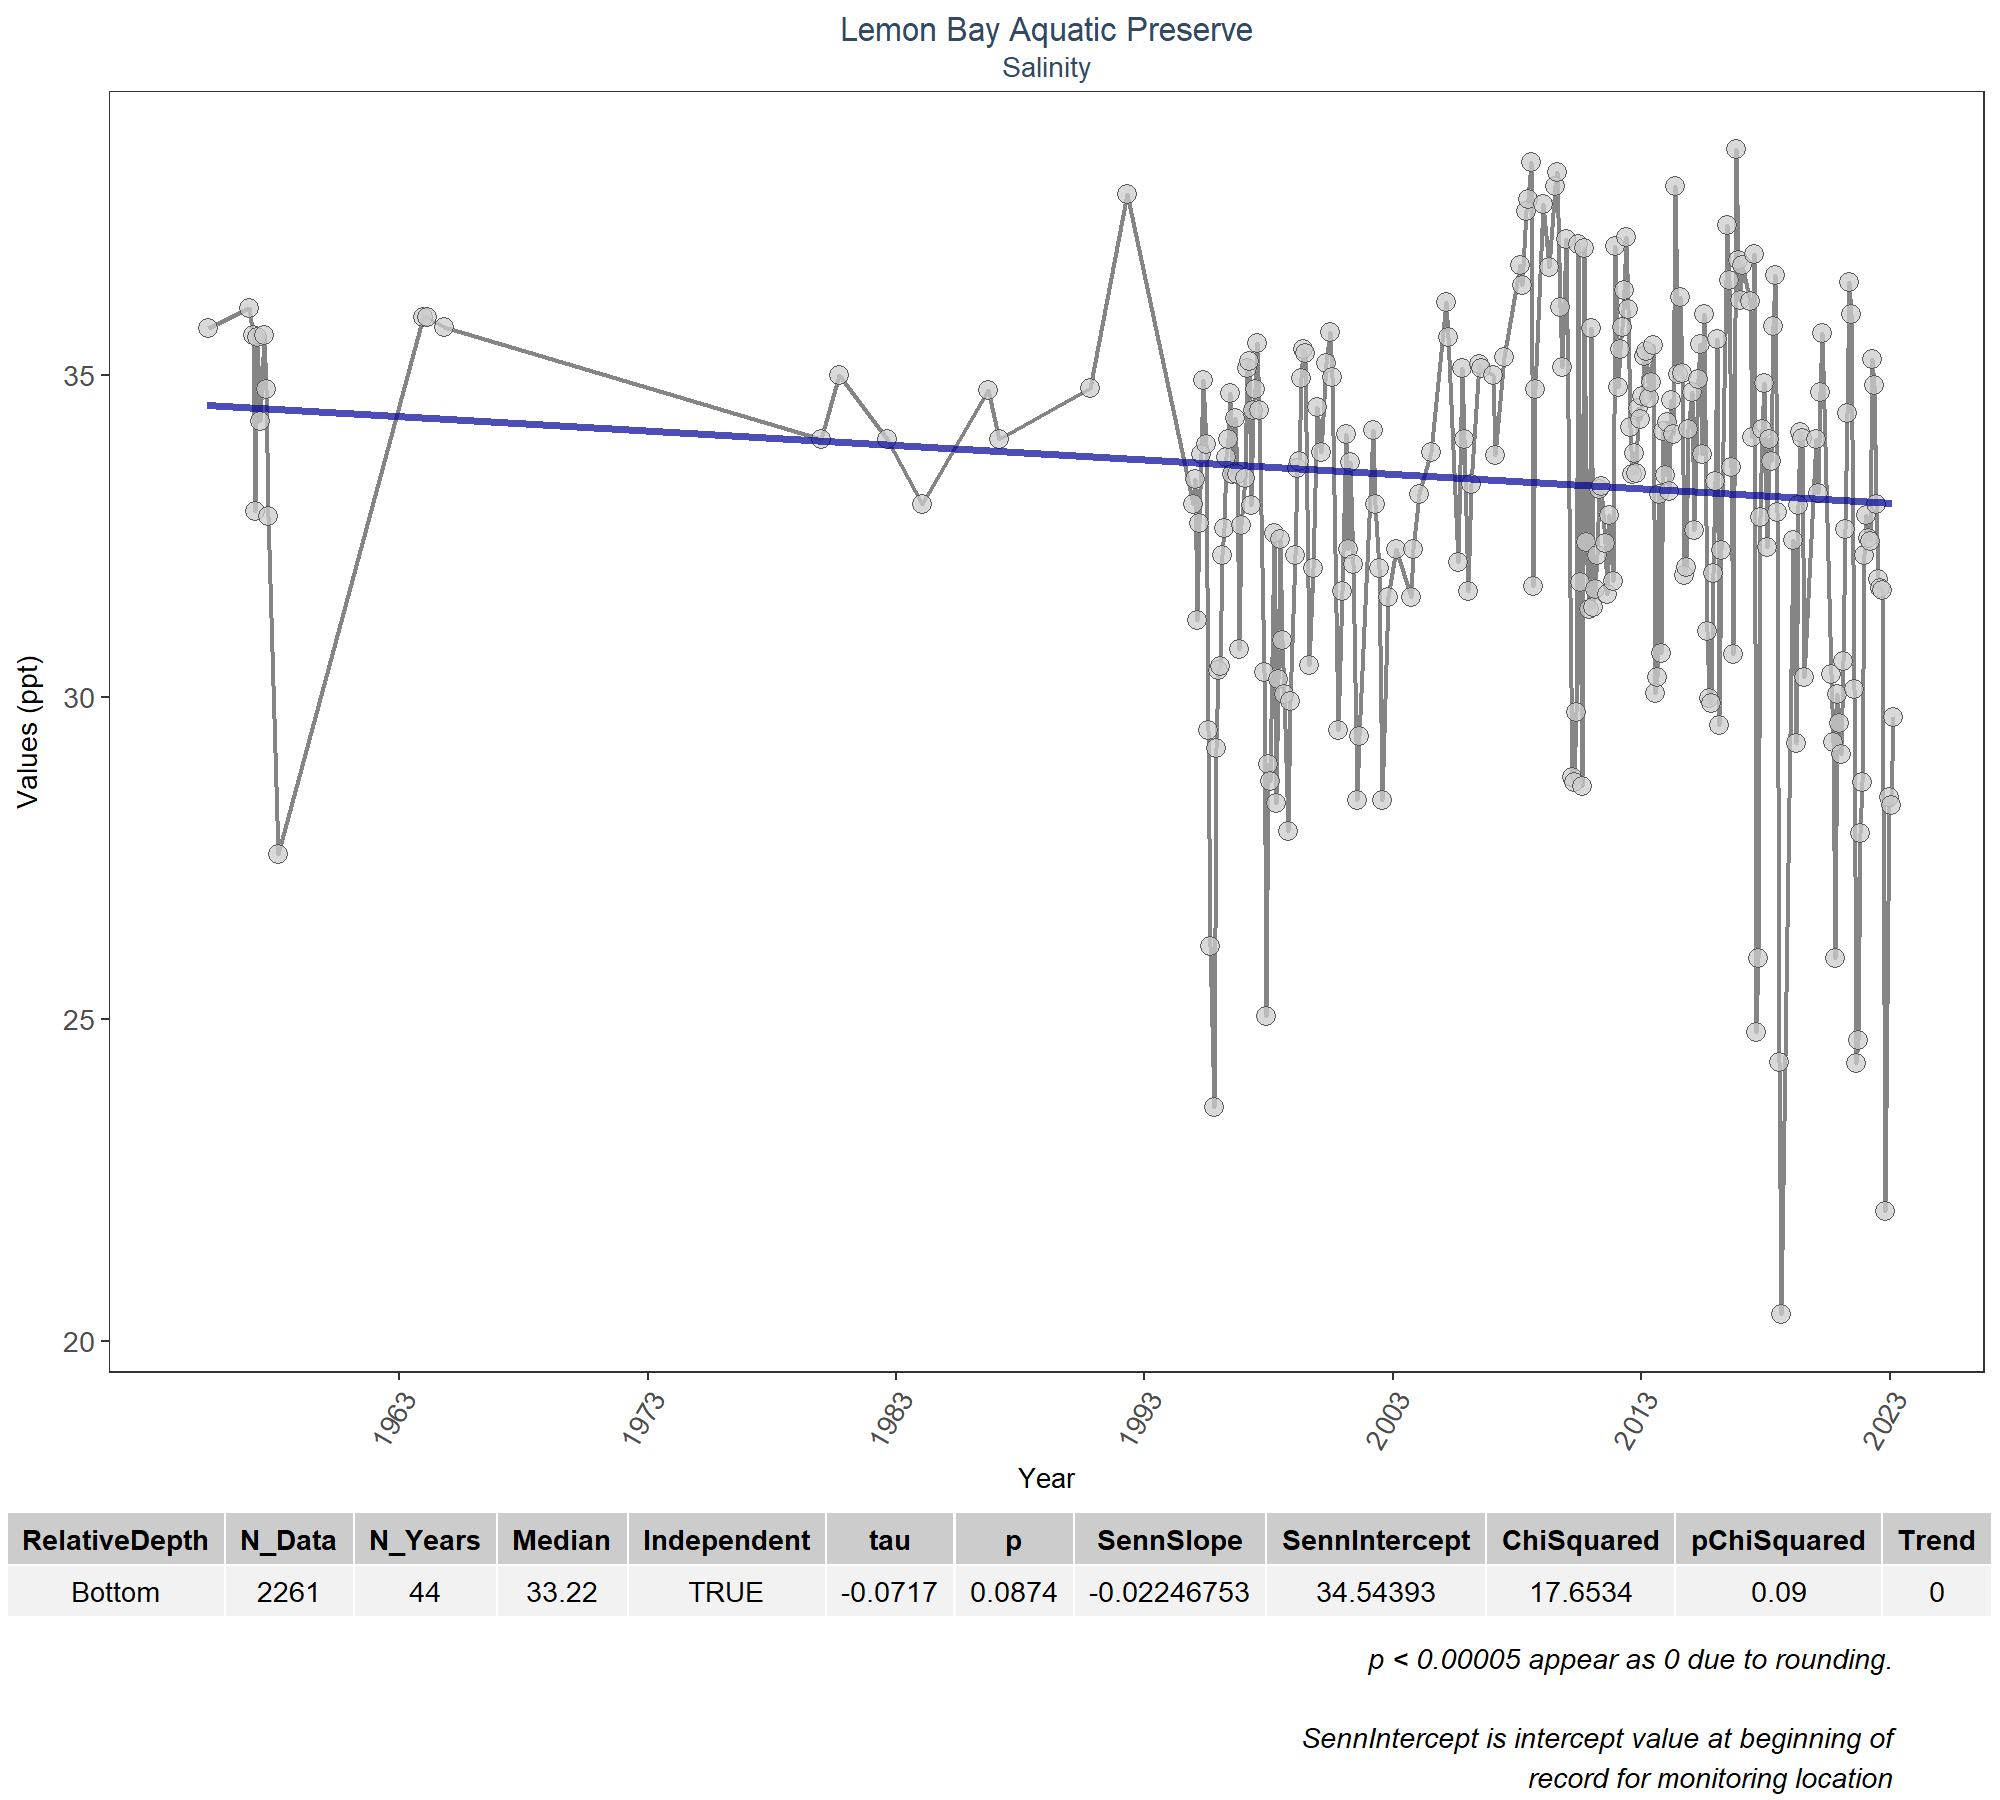 Lemon Bay Aquatic Preserve
Salinity
Values (ppt)
35
30
25
20
1963 1973 1983 1993 2003 2013 2023
Year
RelativeDepth N_Data N_Years Median Independent tau p SennSlope SennIntercept ChiSquared pChiSquared Trend
Bottom 2261 44 33.22 TRUE -0.0717 0.0874 -0.02246753 34.54393 17.6534 0.09 0
p < 0.00005 appear as 0 due to rounding.
SennIntercept is intercept value at beginning of
record for monitoring location